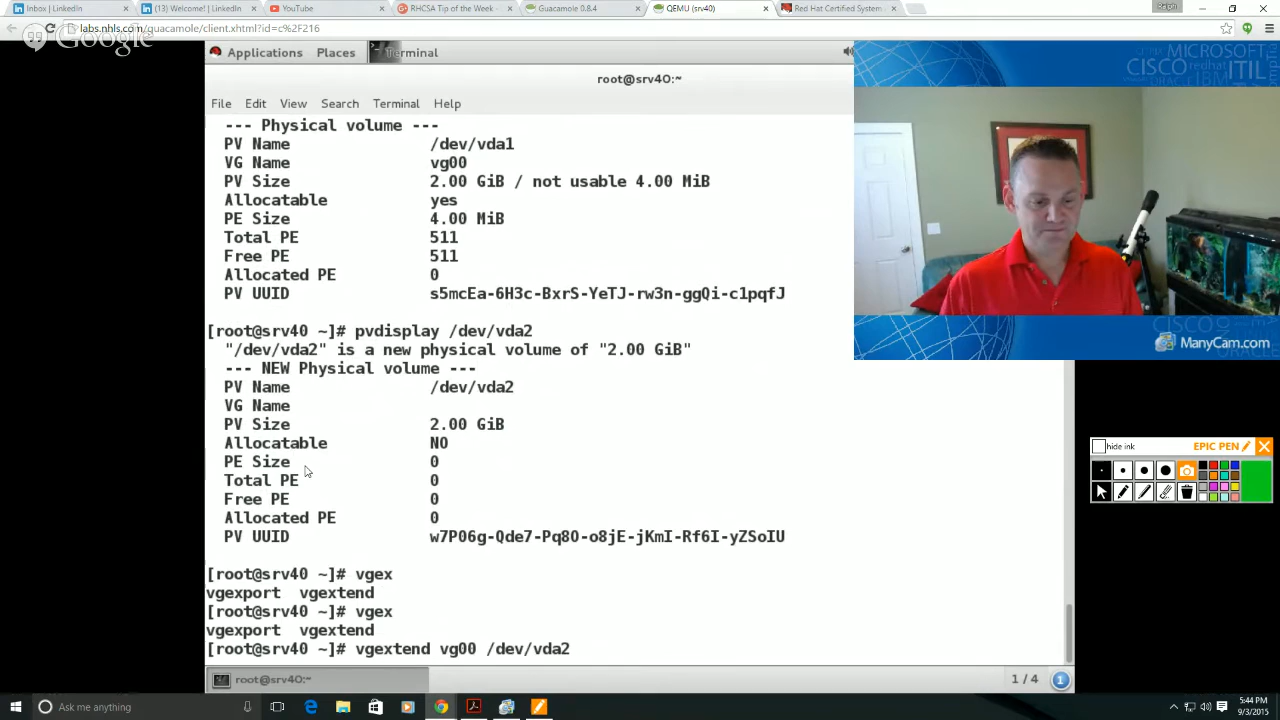 Inbox | LinkedIn
(13) Welcome! | LinkedIn
YouTube
RHCSA Tip of the Week -
Guacamole 0.8.4
QEMU (srv40)
Red Hat Certified System
Ralph
labs.nhls.com/guacamole/client.xhtml?id=c%2F216
Hangouts On Air
Applications Places Terminal
root@srv40:~
File Edit View Search Terminal Help
--- Physical volume ---
PV Name /dev/vda1
VG Name vg00
PV Size 2.00 GiB / not usable 4.00 MiB
Allocatable yes
PE Size 4.00 MiB
Total PE 511
Free PE 511
Allocated PE 0
PV UUID s5mcEa-6H3c-BxrS-YeTJ-rw3n-ggQi-c1pqfJ
[root@srv40 ~]# pvdisplay /dev/vda2
"/dev/vda2" is a new physical volume of "2.00 GiB"
--- NEW Physical volume ---
PV Name /dev/vda2
VG Name
PV Size 2.00 GiB
Allocatable NO
PE Size 0
Total PE 0
Free PE 0
Allocated PE 0
PV UUID w7P06g-Qde7-Pq8O-o8jE-jKmI-Rf6I-yZSoIU
[root@srv40 ~]# vgex
vgexport vgextend
[root@srv40 ~]# vgex
vgexport vgextend
[root@srv40 ~]# vgextend vg00 /dev/vda2
root@srv40:~
1 / 4
1
MICROSOFT
CISCO
redhat
ITIL
IBM
ORACLE
ManyCam.com
hide ink
EPIC PEN
Ask me anything
5:44 PM
9/3/2015